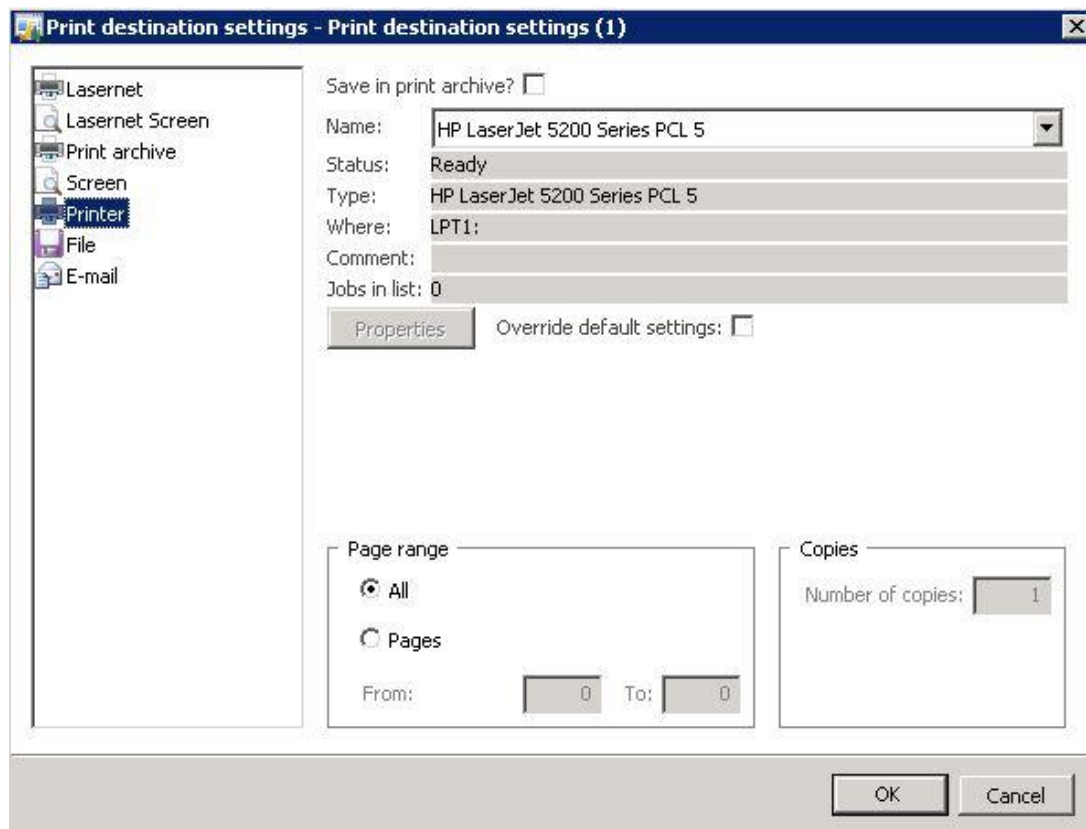 Print destination settings - Print destination settings (1)
Lasernet
Lasernet Screen
Print archive
Screen
Printer
File
E-mail
Save in print archive?
Name: HP LaserJet 5200 Series PCL 5
Status: Ready
Type: HP LaserJet 5200 Series PCL 5
Where: LPT1:
Comment:
Jobs in list: 0
Properties Override default settings:
Page range
All
Pages
From: 0 To: 0
Copies
Number of copies: 1
OK Cancel